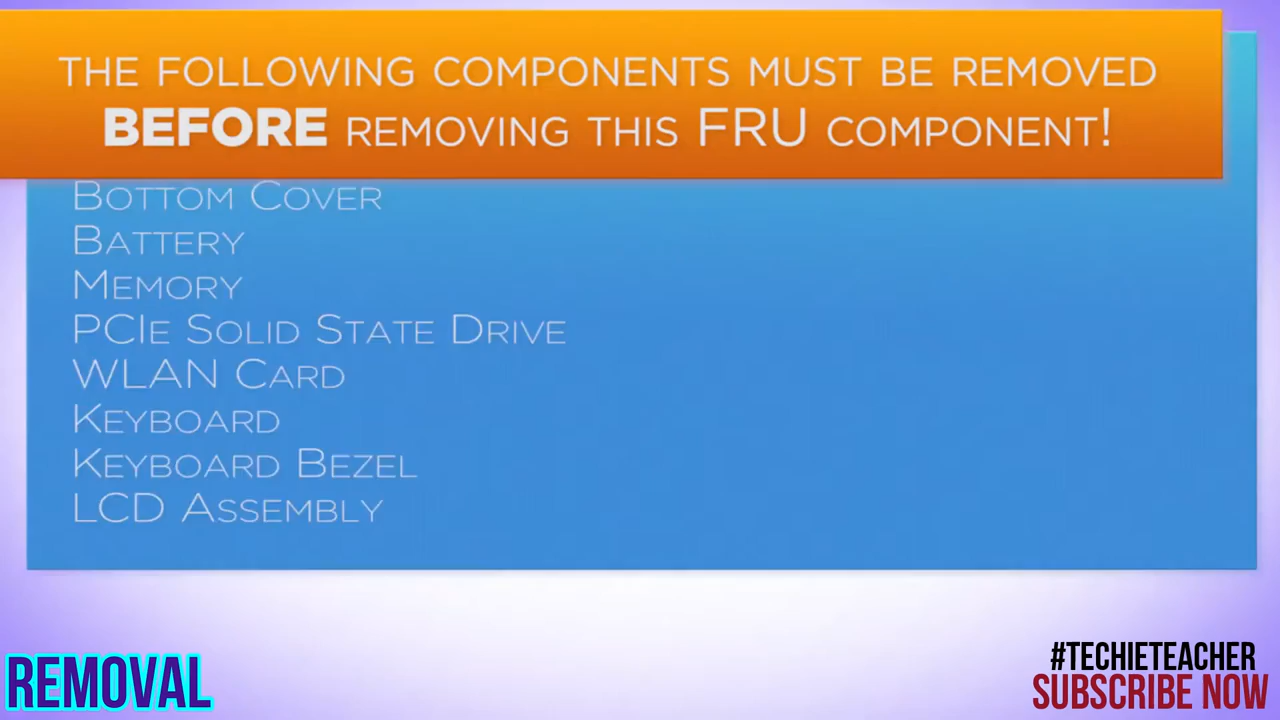 THE FOLLOWING COMPONENTS MUST BE REMOVED
BEFORE REMOVING THIS FRU COMPONENT!
BOTTOM COVER
BATTERY
MEMORY
PCIE SOLID STATE DRIVE
WLAN CARD
KEYBOARD
KEYBOARD BEZEL
LCD ASSEMBLY
REMOVAL
#TECHIETEACHER
SUBSCRIBE NOW